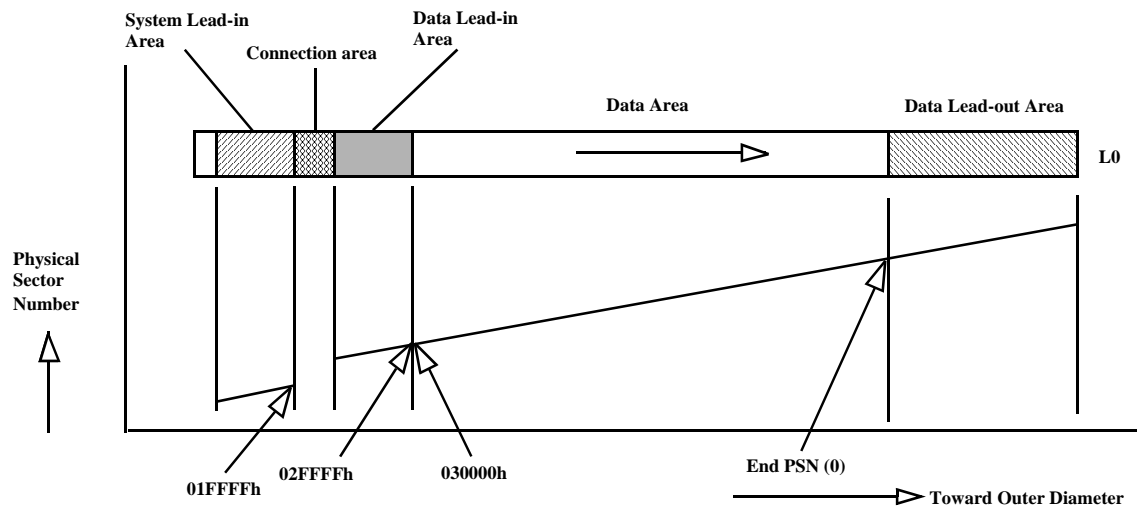 System Lead-in
Area
Connection area
Data Lead-in
Area
Data Area
Data Lead-out Area
L0
Physical
Sector
Number
01FFFFh
02FFFFh
030000h
End PSN (0)
Toward Outer Diameter